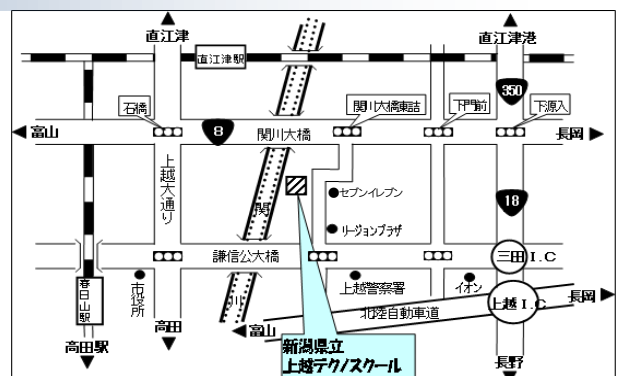 直江津
直江津港
直江津駅
350
石橋
関川大橋東詰
下門前
下源入
富山
8
関川大橋
長岡
上越大通り
関
セブンイレブン
18
リージョンプラザ
謙信公大橋
三田I.C
春日山駅
市役所
川
上越警察署
イオン
上越I.C
長岡
高田
富山
北陸自動車道
高田駅
新潟県立
上越テクノスクール
長野